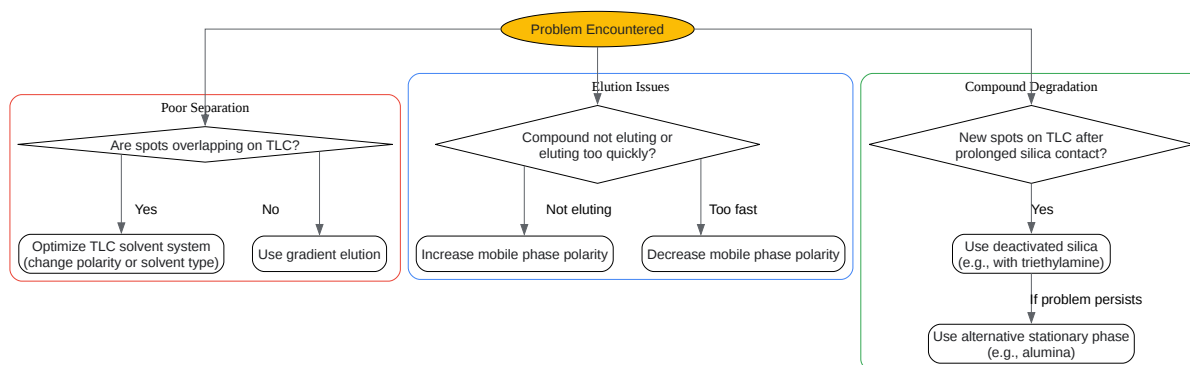 Problem Encountered
Poor Separation
Are spots overlapping on TLC?
Yes
No
Optimize TLC solvent system
(change polarity or solvent type)
Use gradient elution
Elution Issues
Compound not eluting or
eluting too quickly?
Not eluting
Too fast
Increase mobile phase polarity
Decrease mobile phase polarity
Compound Degradation
New spots on TLC after
prolonged silica contact?
Yes
Use deactivated silica
(e.g., with triethylamine)
If problem persists
Use alternative stationary phase
(e.g., alumina)